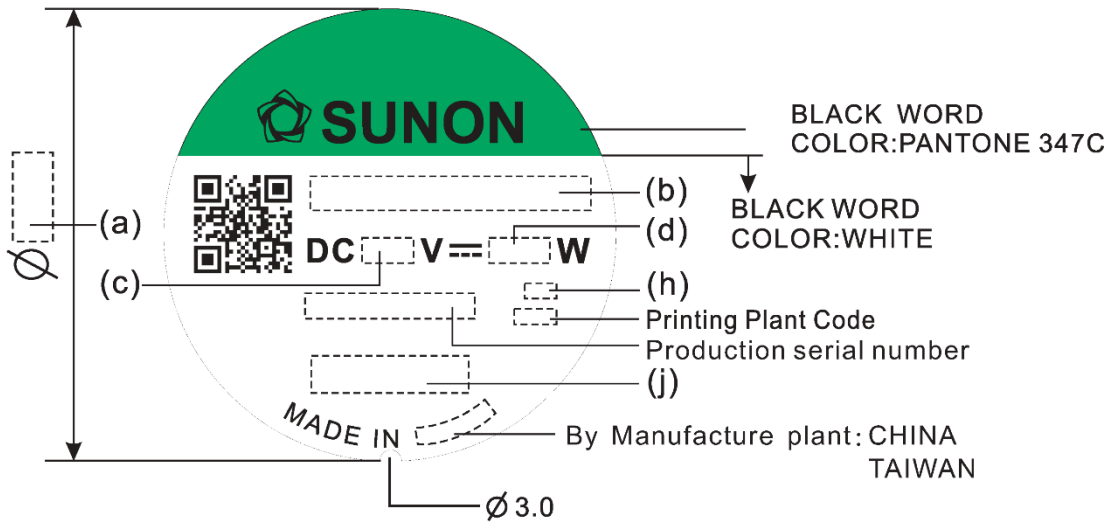 SUNON
BLACK WORD
COLOR:PANTONE 347C
(a)
(b)
BLACK WORD
COLOR:WHITE
DC V W
(d)
(c)
(h)
Printing Plant Code
Production serial number
(j)
MADE IN
By Manufacture plant: CHINA
TAIWAN
Ø
Ø 3.0